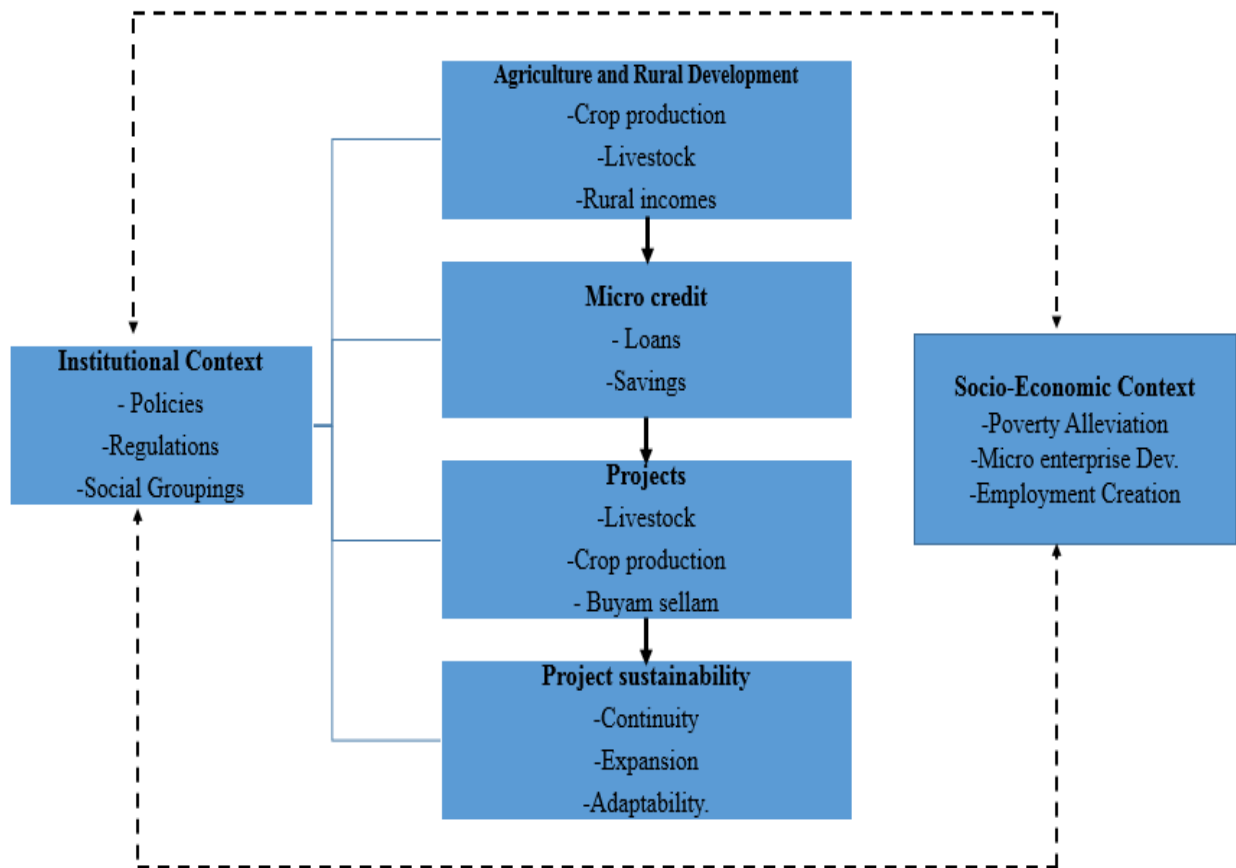 Agriculture and Rural Development
-Crop production
-Livestock
-Rural incomes
Micro credit
- Loans
-Savings
Institutional Context
- Policies
-Regulations
-Social Groupings
Socio-Economic Context
-Poverty Alleviation
-Micro enterprise Dev.
-Employment Creation
Projects
-Livestock
-Crop production
- Buyam sellam
Project sustainability
-Continuity
-Expansion
-Adaptability.